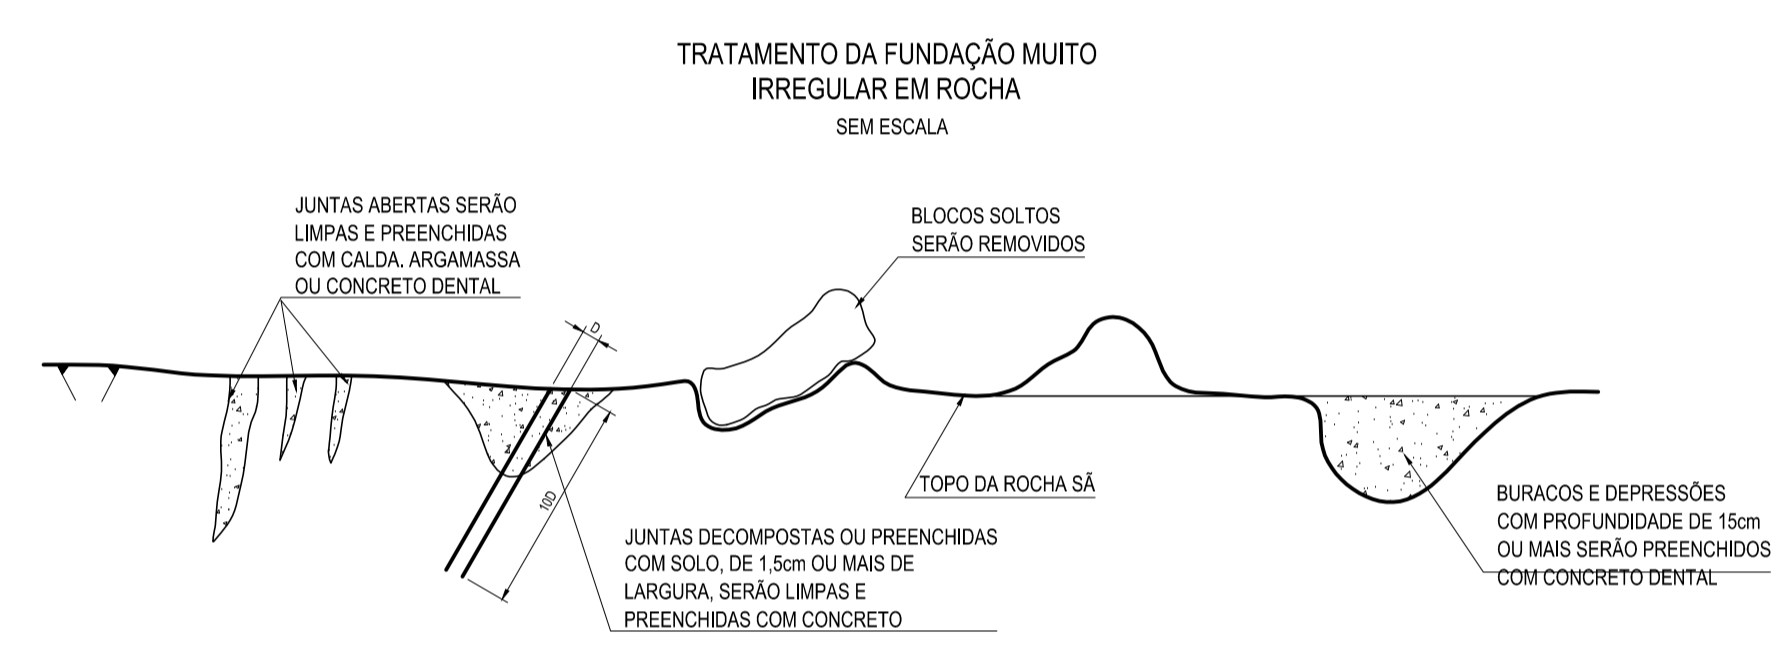 TRATAMENTO DA FUNDAÇÃO MUITO
IRREGULAR EM ROCHA
SEM ESCALA
JUNTAS ABERTAS SERÃO
LIMPAS E PREENCHIDAS
COM CALDA. ARGAMASSA
OU CONCRETO DENTAL
BLOCOS SOLTOS
SERÃO REMOVIDOS
D
10D
TOPO DA ROCHA SÃ
JUNTAS DECOMPOSTAS OU PREENCHIDAS
COM SOLO, DE 1,5cm OU MAIS DE
LARGURA, SERÃO LIMPAS E
PREENCHIDAS COM CONCRETO
BURACOS E DEPRESSÕES
COM PROFUNDIDADE DE 15cm
OU MAIS SERÃO PREENCHIDOS
COM CONCRETO DENTAL